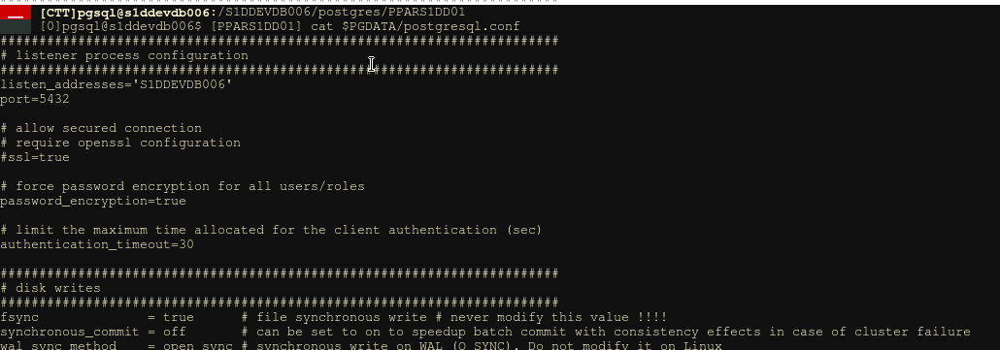 [CTT]pgsql@s1ddevdb006:/S1DDEVDB006/postgres/PPARS1DD01
[0]pgsql@s1ddevdb006$ [PPARS1DD01] cat $PGDATA/postgresql.conf
########################################################################
# listener process configuration
########################################################################
listen_addresses='S1DDEVDB006'
port=5432
# allow secured connection
# require openssl configuration
#ssl=true
# force password encryption for all users/roles
password_encryption=true
# limit the maximum time allocated for the client authentication (sec)
authentication_timeout=30
########################################################################
# disk writes
########################################################################
fsync              = true      # file synchronous write # never modify this value !!!!
synchronous_commit = off       # can be set to on to speedup batch commit with consistency effects in case of cluster failure
wal_sync_method    = open_sync # synchronous write on WAL (O_SYNC). Do not modify it on Linux